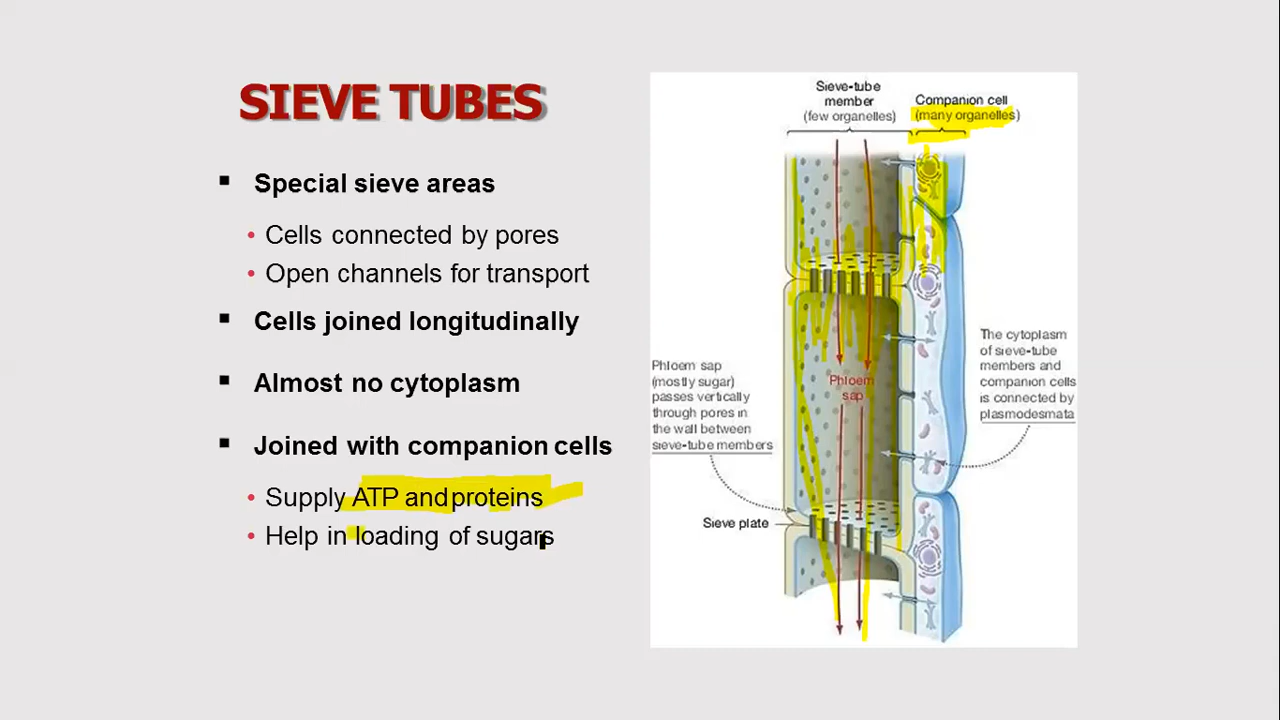 SIEVE TUBES
▪ Special sieve areas
• Cells connected by pores
• Open channels for transport
▪ Cells joined longitudinally
▪ Almost no cytoplasm
▪ Joined with companion cells
• Supply ATP and proteins
• Help in loading of sugars
Sieve-tube
member
(few organelles)
Companion cell
(many organelles)
Phloem
sap
Phloem sap
(mostly sugar)
passes vertically
through pores in
the wall between
sieve-tube members
Sieve plate
The cytoplasm
of sieve-tube
members and
companion cells
is connected by
plasmodesmata